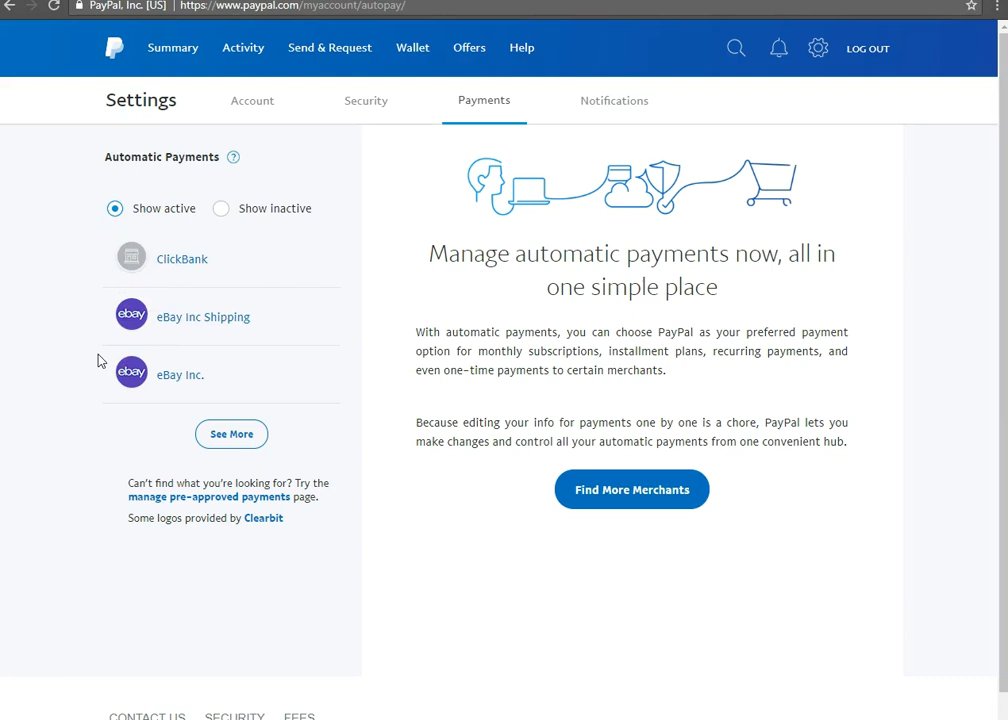 PayPal, Inc. [US] | https://www.paypal.com/myaccount/autopay/
Summary Activity Send & Request Wallet Offers Help LOG OUT
Settings Account Security Payments Notifications
Automatic Payments ?
Show active Show inactive
ClickBank
ebay eBay Inc Shipping
ebay eBay Inc.
See More
Can't find what you're looking for? Try the
manage pre-approved payments page.
Some logos provided by Clearbit
Manage automatic payments now, all in
one simple place
With automatic payments, you can choose PayPal as your preferred payment
option for monthly subscriptions, installment plans, recurring payments, and
even one-time payments to certain merchants.
Because editing your info for payments one by one is a chore, PayPal lets you
make changes and control all your automatic payments from one convenient hub.
Find More Merchants
CONTACT US SECURITY FEES